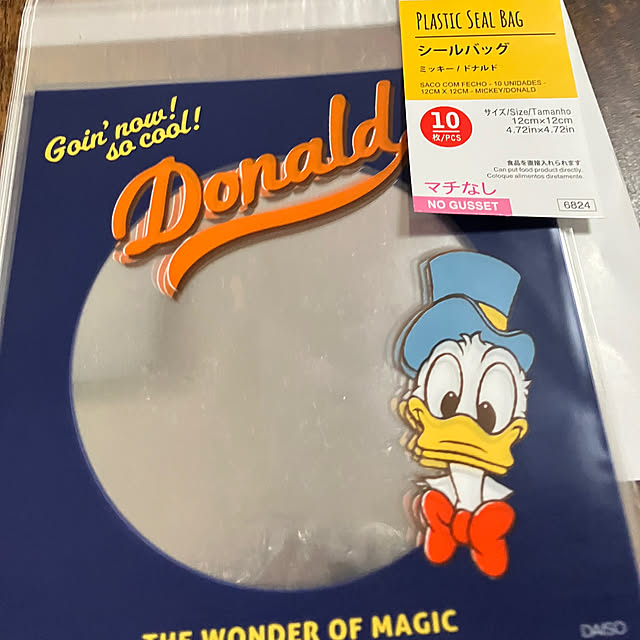 PLASTIC SEAL BAG
シールバッグ
ミッキー/ドナルド
SACO COM FECHO - 10 UNIDADES -
12CM X 12CM - MICKEY/DONALD
サイズ/Size/Tamanho
12cm×12cm
4.72in×4.72in
10
枚/PCS
食品を直接入れられます
Can put food product directly.
Coloque alimentos diretamente.
マチなし
NO GUSSET
6824
Goin' now!
so cool!
Donald
THE WONDER OF MAGIC
DAISO